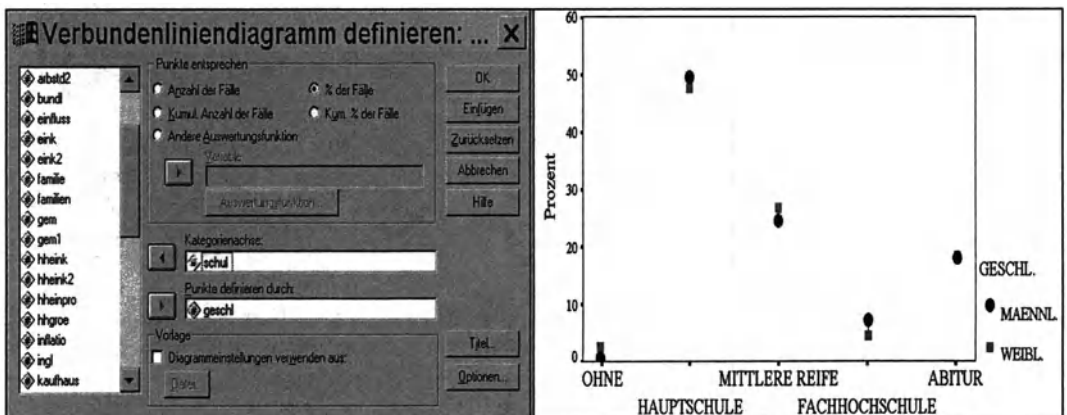 Verbundenliniendiagramm definieren: ...
arbstd2
bundl
einfluss
eink
eink2
familie
familien
gem
gem1
hheink
hheink2
hheinpro
hhgroe
inflatio
ingl
kaufhaus
Punkte entsprechen
Anzahl der Fälle
% der Fälle
Kumul. Anzahl der Fälle
Kum. % der Fälle
Andere Auswertungsfunktion
Variable:
Auswertungsfunktion...
Kategorienachse:
schul
Punkte definieren durch:
geschl
Vorlage
Diagrammeinstellungen verwenden aus:
Datei...
OK
Einfügen
Zurücksetzen
Abbrechen
Hilfe
Titel...
Optionen...
60
50
40
30
20
10
0
Prozent
OHNE
HAUPTSCHULE
MITTLERE REIFE
FACHHOCHSCHULE
ABITUR
GESCHL.
MAENNL.
WEIBL.